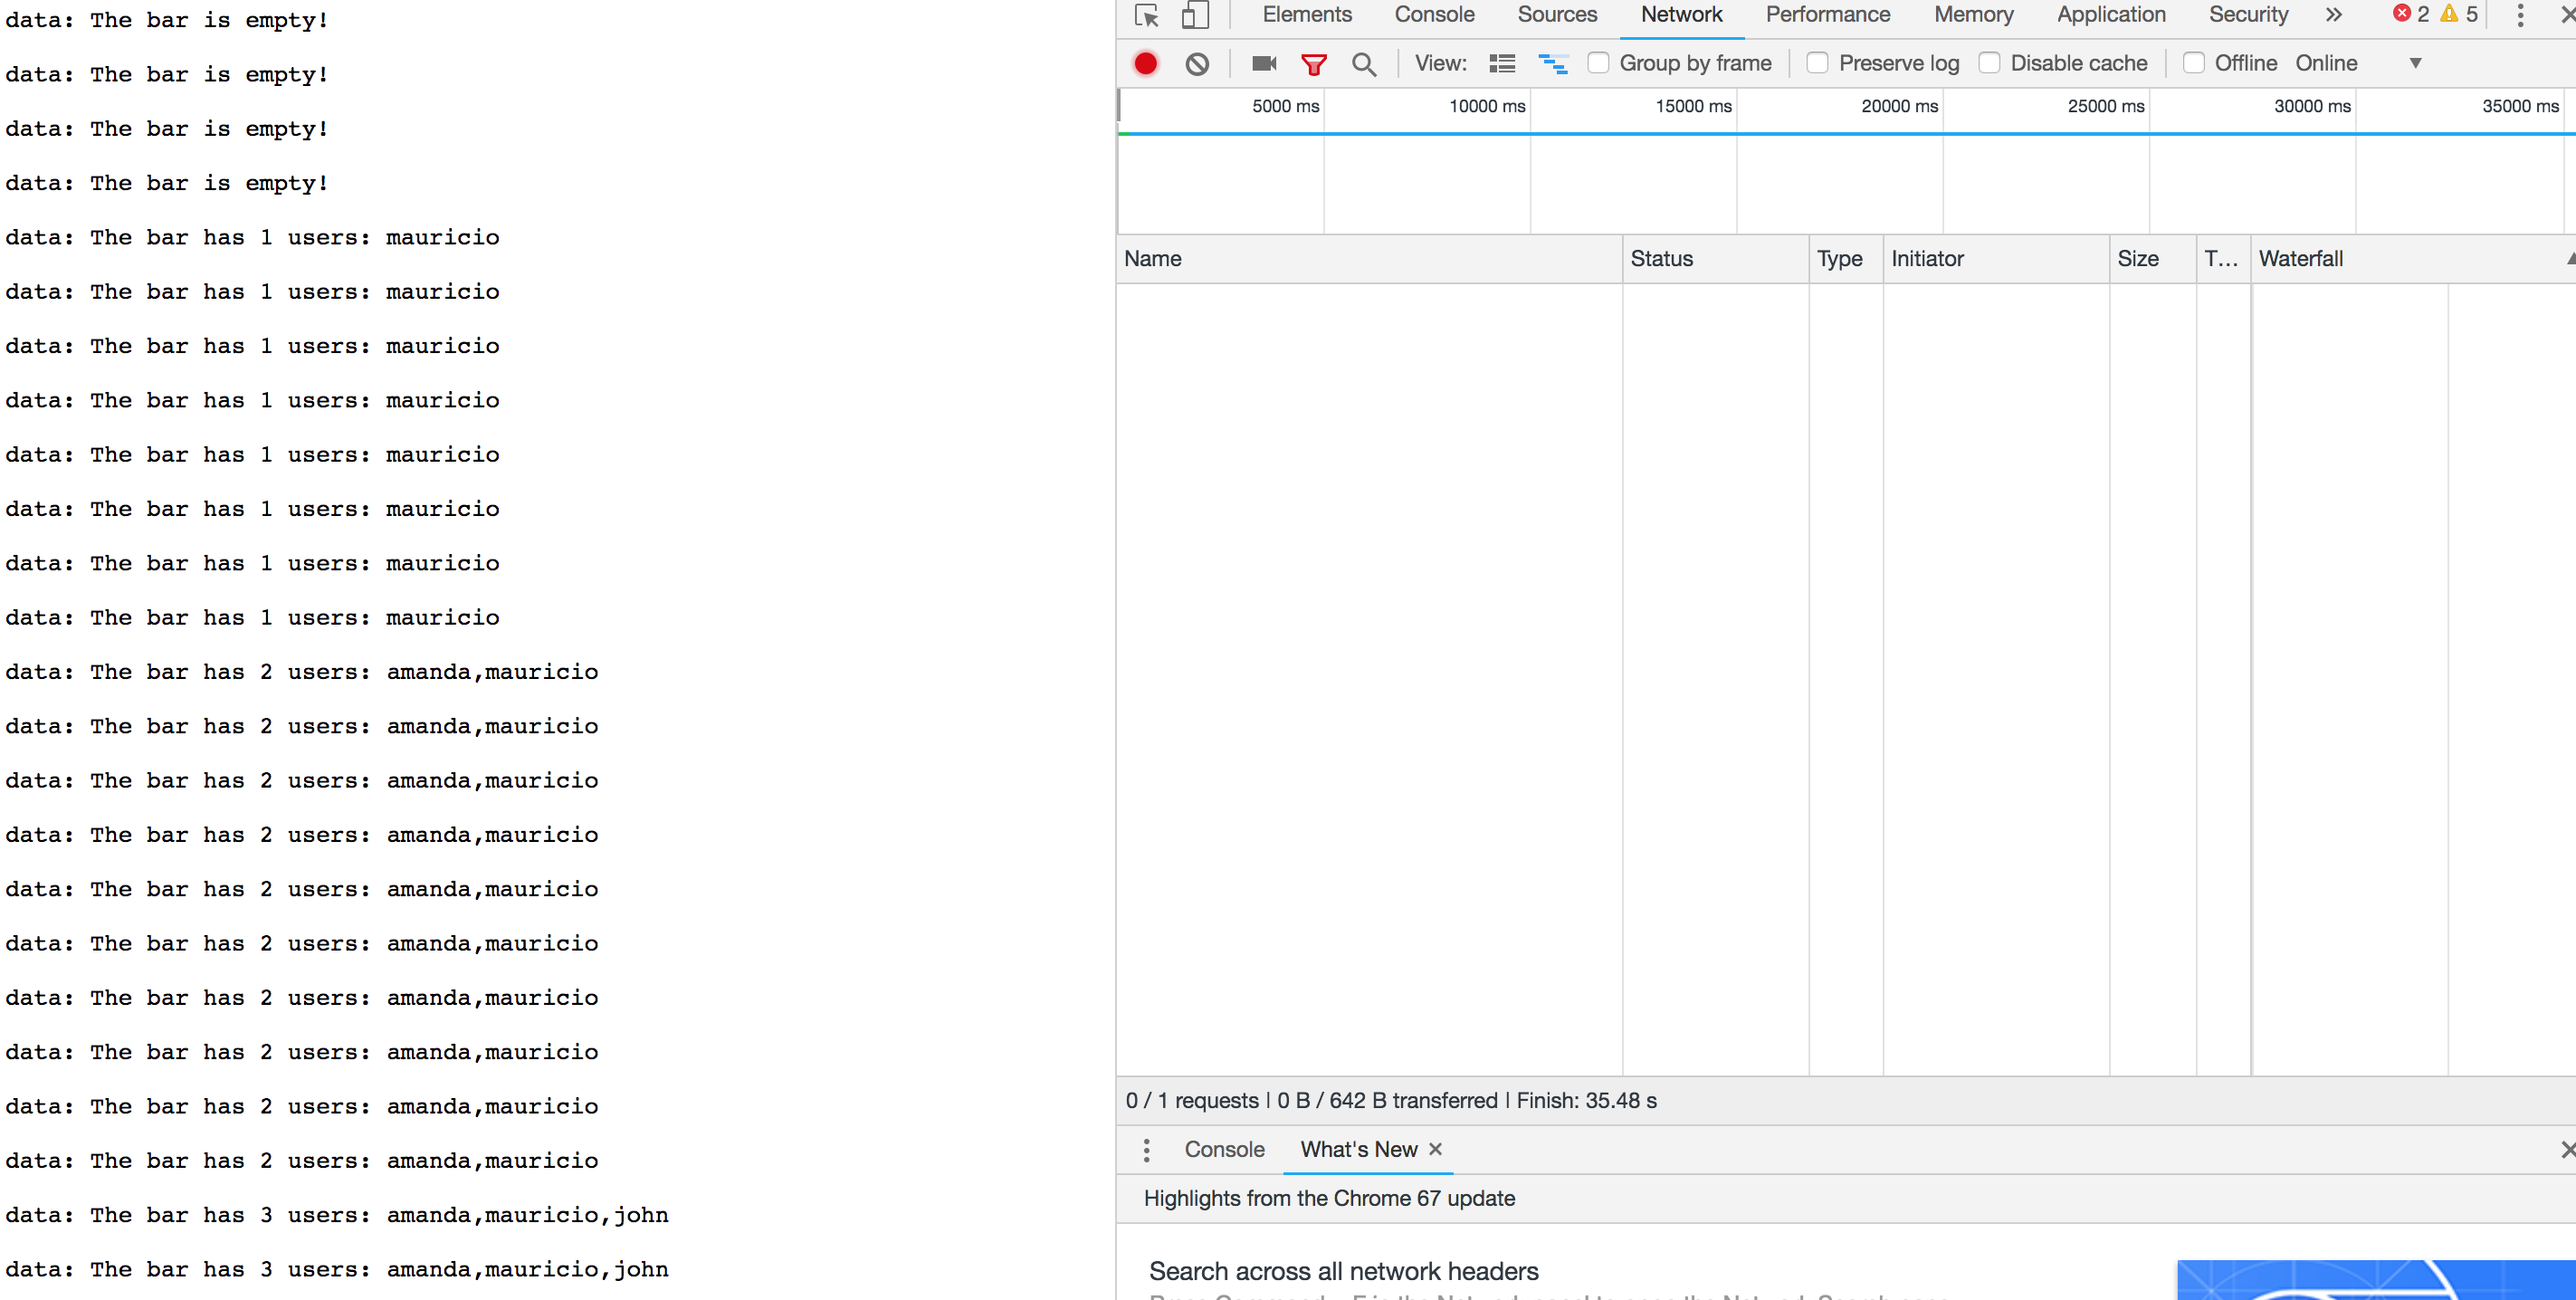 data: The bar is empty!
data: The bar is empty!
data: The bar is empty!
data: The bar is empty!
data: The bar has 1 users: mauricio
data: The bar has 1 users: mauricio
data: The bar has 1 users: mauricio
data: The bar has 1 users: mauricio
data: The bar has 1 users: mauricio
data: The bar has 1 users: mauricio
data: The bar has 1 users: mauricio
data: The bar has 1 users: mauricio
data: The bar has 2 users: amanda,mauricio
data: The bar has 2 users: amanda,mauricio
data: The bar has 2 users: amanda,mauricio
data: The bar has 2 users: amanda,mauricio
data: The bar has 2 users: amanda,mauricio
data: The bar has 2 users: amanda,mauricio
data: The bar has 2 users: amanda,mauricio
data: The bar has 2 users: amanda,mauricio
data: The bar has 2 users: amanda,mauricio
data: The bar has 2 users: amanda,mauricio
data: The bar has 3 users: amanda,mauricio,john
data: The bar has 3 users: amanda,mauricio,john
Elements Console Sources Network Performance Memory Application Security » 2 5
View: Group by frame Preserve log Disable cache Offline Online
5000 ms 10000 ms 15000 ms 20000 ms 25000 ms 30000 ms 35000 ms
Name Status Type Initiator Size T... Waterfall
0 / 1 requests | 0 B / 642 B transferred | Finish: 35.48 s
Console What's New ×
Highlights from the Chrome 67 update
Search across all network headers